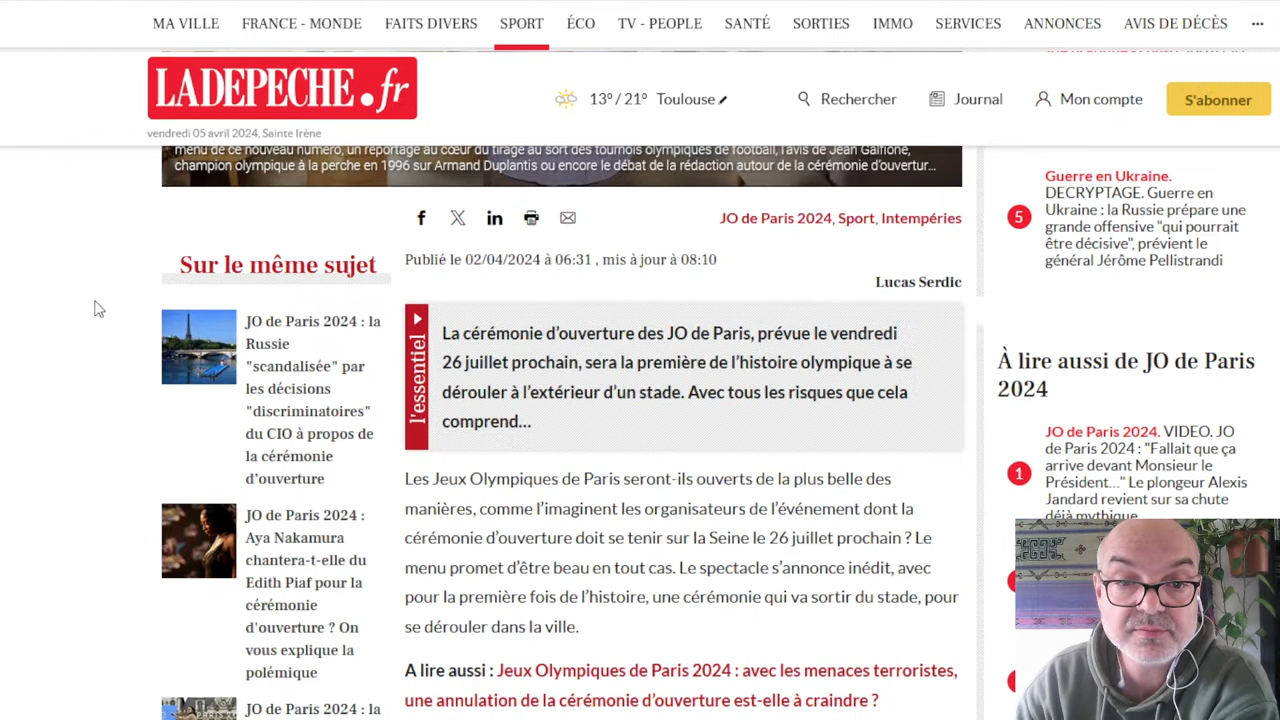 MA VILLE FRANCE - MONDE FAITS DIVERS SPORT ÉCO TV - PEOPLE SANTÉ SORTIES IMMO SERVICES ANNONCES AVIS DE DÉCÈS
LADEPECHE.fr
13° / 21° Toulouse
Rechercher
Journal
Mon compte
S'abonner
vendredi 05 avril 2024, Sainte Irène
menu de ce nouveau numéro, un reportage au cœur du tirage au sort des tournois olympiques de football, l'avis de Jean Galfione,
champion olympique à la perche en 1996 sur Armand Duplantis ou encore le débat de la rédaction autour de la cérémonie d'ouvertur...
JO de Paris 2024, Sport, Intempéries
Sur le même sujet
JO de Paris 2024 : la
Russie
"scandalisée" par
les décisions
"discriminatoires"
du CIO à propos de
la cérémonie
d'ouverture
JO de Paris 2024 :
Aya Nakamura
chantera-t-elle du
Edith Piaf pour la
cérémonie
d'ouverture ? On
vous explique la
polémique
JO de Paris 2024 : la
Publié le 02/04/2024 à 06:31 , mis à jour à 08:10
Lucas Serdic
l'essentiel
La cérémonie d'ouverture des JO de Paris, prévue le vendredi
26 juillet prochain, sera la première de l'histoire olympique à se
dérouler à l'extérieur d'un stade. Avec tous les risques que cela
comprend...
Les Jeux Olympiques de Paris seront-ils ouverts de la plus belle des
manières, comme l'imaginent les organisateurs de l'événement dont la
cérémonie d'ouverture doit se tenir sur la Seine le 26 juillet prochain ? Le
menu promet d'être beau en tout cas. Le spectacle s'annonce inédit, avec
pour la première fois de l'histoire, une cérémonie qui va sortir du stade, pour
se dérouler dans la ville.
A lire aussi : Jeux Olympiques de Paris 2024 : avec les menaces terroristes,
une annulation de la cérémonie d'ouverture est-elle à craindre ?
5
Guerre en Ukraine.
DECRYPTAGE. Guerre en
Ukraine : la Russie prépare une
grande offensive "qui pourrait
être décisive", prévient le
général Jérôme Pellistrandi
À lire aussi de JO de Paris
2024
1
JO de Paris 2024. VIDEO. JO
de Paris 2024 : "Fallait que ça
arrive devant Monsieur le
Président..." Le plongeur Alexis
Jandard revient sur sa chute
déjà mythique